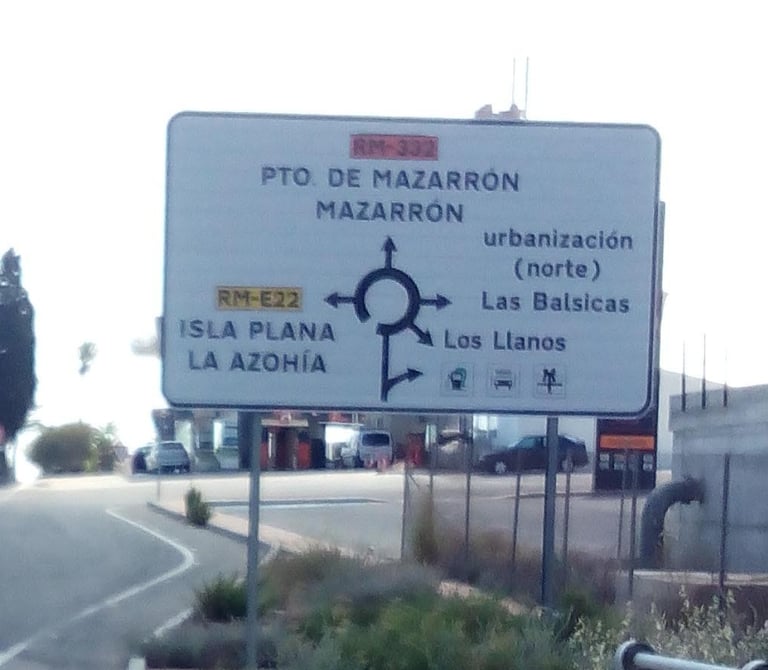 RM-332
PTO. DE MAZARRÓN
MAZARRÓN
urbanización
(norte)
RM-E22
Las Balsicas
ISLA PLANA
LA AZOHÍA
Los Llanos